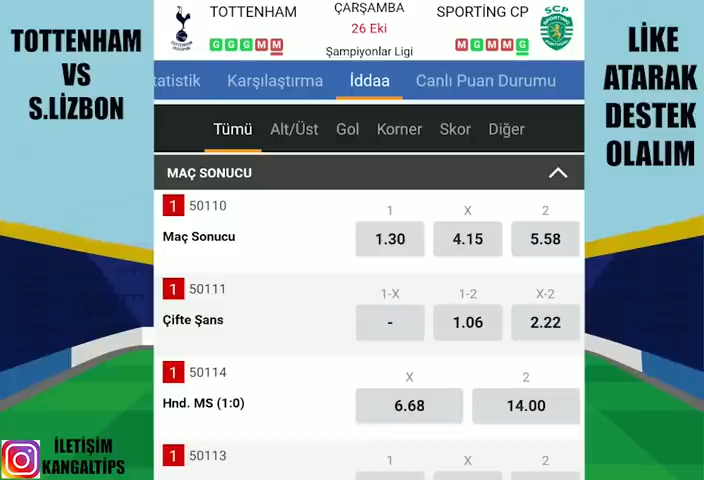 TOTTENHAM
VS
S.LİZBON
TOTTENHAM
ÇARŞAMBA
SPORTİNG CP
26 Eki
G G G M M
Şampiyonlar Ligi
M G M M G
SCP
LİKE
ATARAK
DESTEK
OLALIM
tatistik Karşılaştırma İddaa Canlı Puan Durumu
Tümü Alt/Üst Gol Korner Skor Diğer
MAÇ SONUCU
1 50110
1 X 2
Maç Sonucu 1.30 4.15 5.58
1 50111
1-X 1-2 X-2
Çifte Şans - 1.06 2.22
1 50114
X 2
Hnd. MS (1:0) 6.68 14.00
1 50113
1 X 2
İLETİŞİM
KANGALTİPS